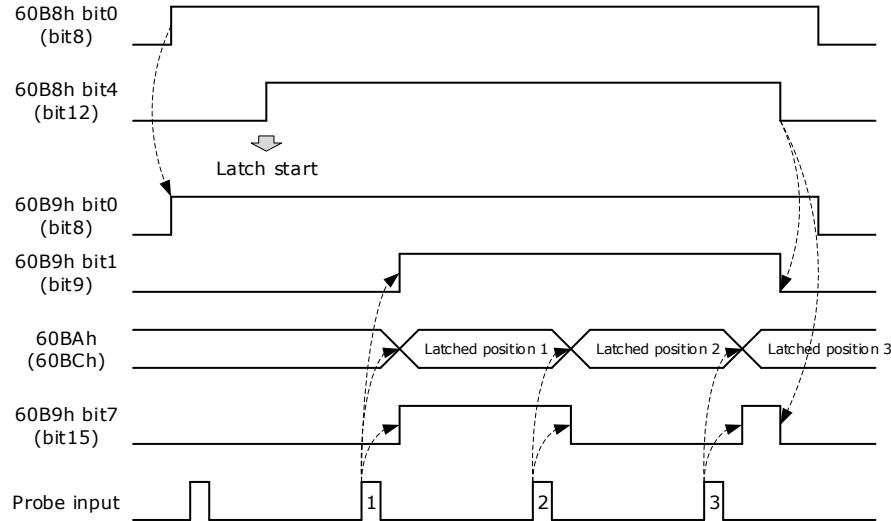 60B8h bit0
(bit8)
60B8h bit4
(bit12)
Latch start
60B9h bit0
(bit8)
60B9h bit1
(bit9)
60BAh
(60BCh)
Latched position 1
Latched position 2
Latched position 3
60B9h bit7
(bit15)
Probe input
1
2
3